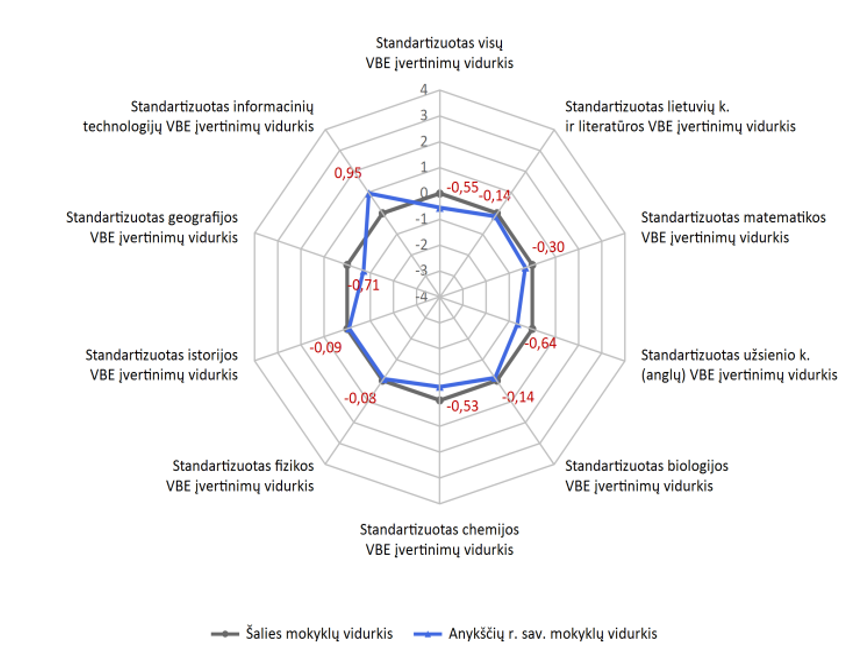 Standartizuotas visų
VBE įvertinimų vidurkis
Standartizuotas informacinių
technologijų VBE įvertinimų vidurkis
Standartizuotas lietuvių k.
ir literatūros VBE įvertinimų vidurkis
4
3
2
1
0
-1
-2
-3
-4
0,95
-0,55
-0,14
Standartizuotas geografijos
VBE įvertinimų vidurkis
Standartizuotas matematikos
VBE įvertinimų vidurkis
-0,30
-0,71
Standartizuotas istorijos
VBE įvertinimų vidurkis
-0,09
-0,64
Standartizuotas užsienio k.
(anglų) VBE įvertinimų vidurkis
-0,08
-0,53
-0,14
Standartizuotas fizikos
VBE įvertinimų vidurkis
Standartizuotas biologijos
VBE įvertinimų vidurkis
Standartizuotas chemijos
VBE įvertinimų vidurkis
Šalies mokyklų vidurkis
Anykščių r. sav. mokyklų vidurkis